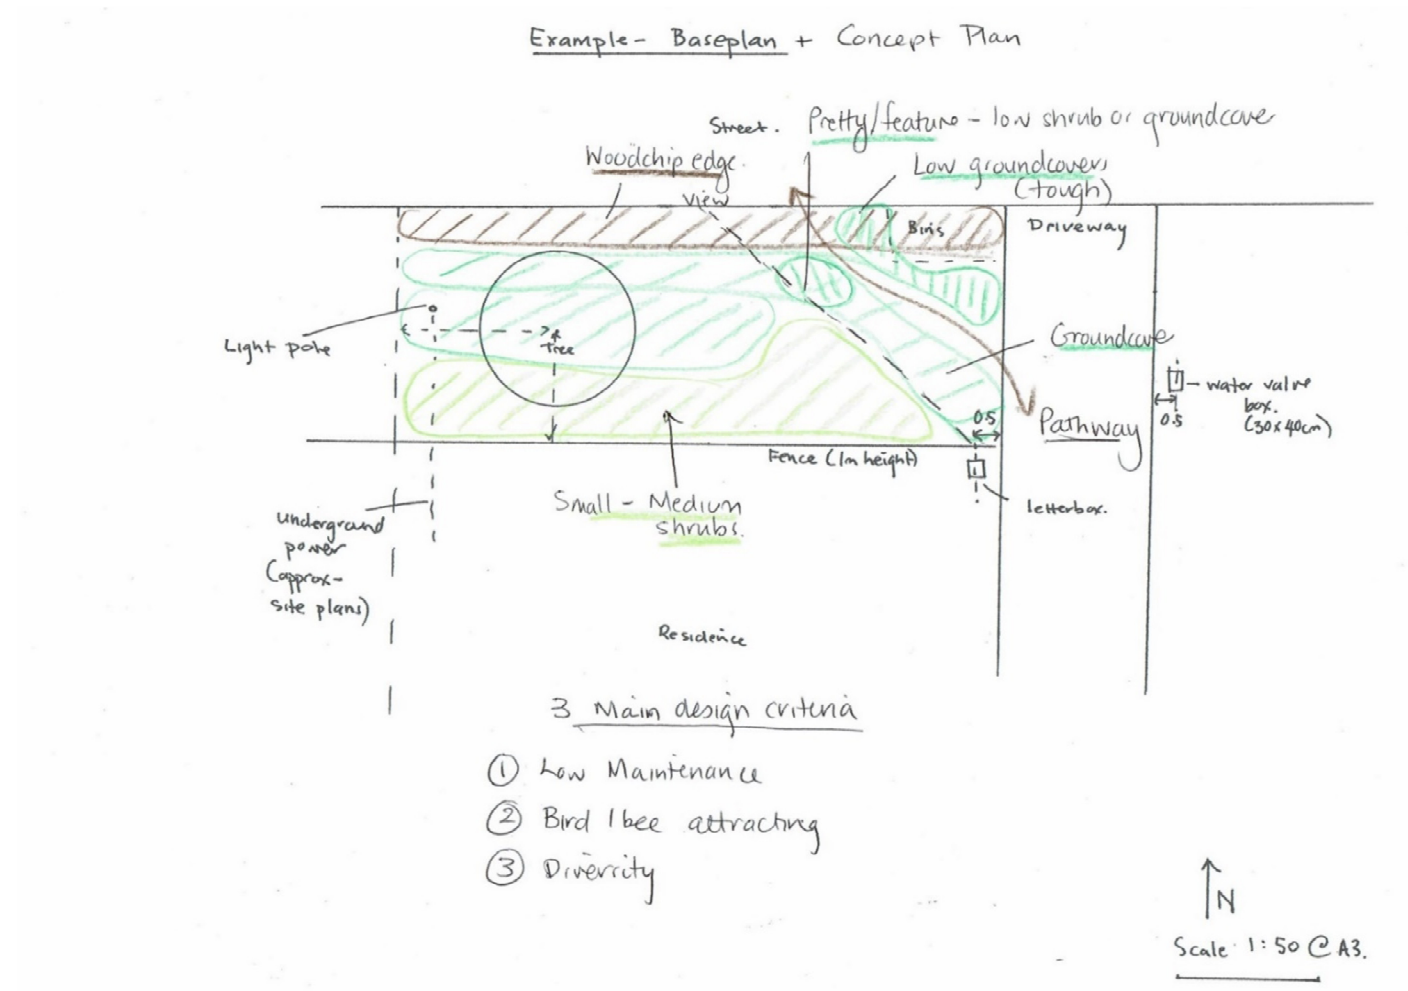 Example - Baseplan + Concept Plan
Street.
Pretty/feature - low shrub or groundcover
Woodchip edge.
Low groundcovers
(tough)
view
Bins
Driveway
Light pole
Tree
Groundcover
water valve
box.
(30x40cm)
0.5
0.5
Pathway
Fence (1m height)
letterbox.
Small - Medium
shrubs.
underground
power
(approx-
site plans)
Residence
3 Main design criteria
① Low Maintenance
② Bird / bee attracting
③ Diversity
N
Scale 1:50 @ A3.